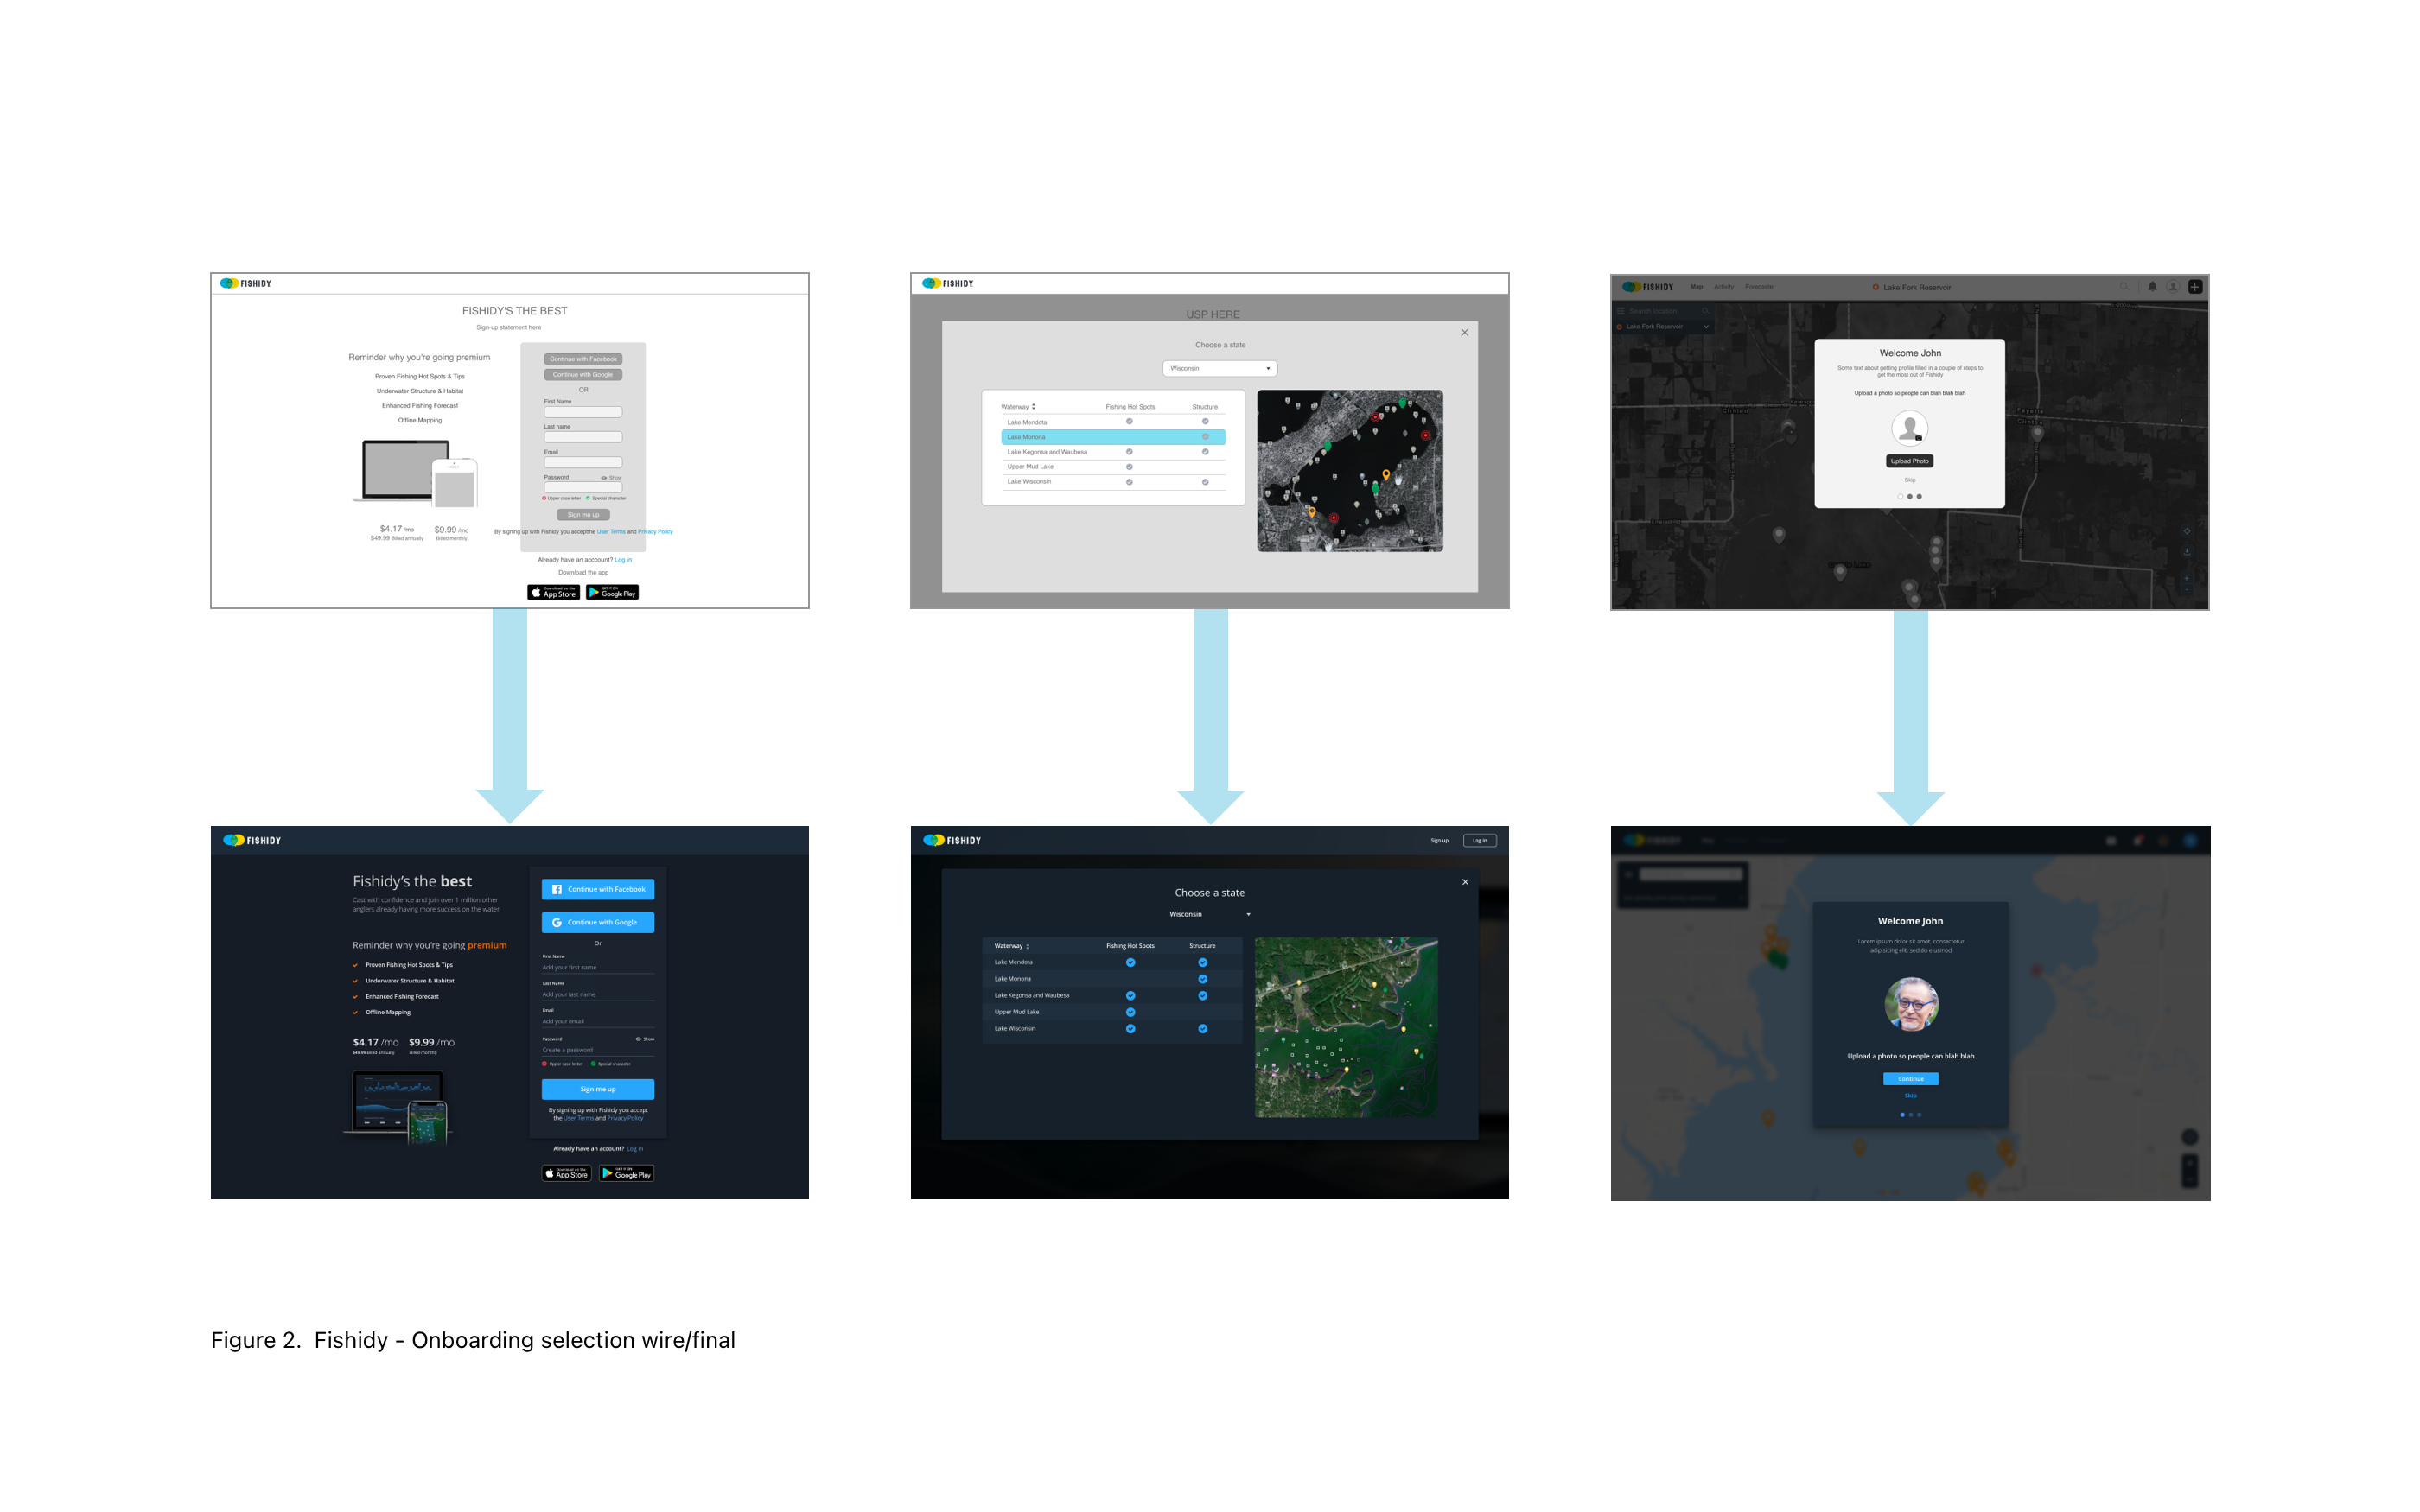 FISHIDY
FISHIDY'S THE BEST
Sign-up statement here
Reminder why you're going premium
Proven Fishing Hot Spots & Tips
Underwater Structure & Habitat
Enhanced Fishing Forecast
Offline Mapping
$4.17 /mo
$49.99 Billed annually
$9.99 /mo
Billed monthly
Continue with Facebook
Continue with Google
OR
First Name
Last name
Email
Password
Show
Upper case letter
Special character
Sign me up
By signing up with Fishidy you acceptthe User Terms and Privacy Policy
Already have an acccount? Log in
Download the app
Download on the
App Store
GET IT ON
Google Play
FISHIDY
USP HERE
Choose a state
Wisconsin
Waterway Fishing Hot Spots Structure
Lake Mendota
Lake Monona
Lake Kegonsa and Waubesa
Upper Mud Lake
Lake Wisconsin
FISHIDY
Map Activity Forecaster
Lake Fork Reservoir
Search location
Lake Fork Reservoir
Welcome John
Some text about getting profile filled in a couple of steps to
get the most out of Fishidy
Upload a photo so people can blah blah blah
Upload Photo
Skip
FISHIDY
Fishidy's the best
Cast with confidence and join over 1 million other
anglers already having more success on the water
Reminder why you're going premium
Proven Fishing Hot Spots & Tips
Underwater Structure & Habitat
Enhanced Fishing Forecast
Offline Mapping
$4.17 /mo
$49.99 Billed annually
$9.99 /mo
Billed monthly
Continue with Facebook
Continue with Google
Or
First Name
Add your first name
Last Name
Add your last name
Email
Add your email
Password
Show
Create a password
Upper case letter
Special character
Sign me up
By signing up with Fishidy you accept
the User Terms and Privacy Policy
Already have an account? Log in
Download on the
App Store
GET IT ON
Google Play
FISHIDY
Sign up
Log in
Choose a state
Wisconsin
Waterway Fishing Hot Spots Structure
Lake Mendota
Lake Monona
Lake Kegonsa and Waubesa
Upper Mud Lake
Lake Wisconsin
Welcome John
Lorem ipsum dolor sit amet, consectetur
adipiscing elit, sed do eiusmod
Upload a photo so people can blah blah
Continue
Skip
Figure 2. Fishidy - Onboarding selection wire/final